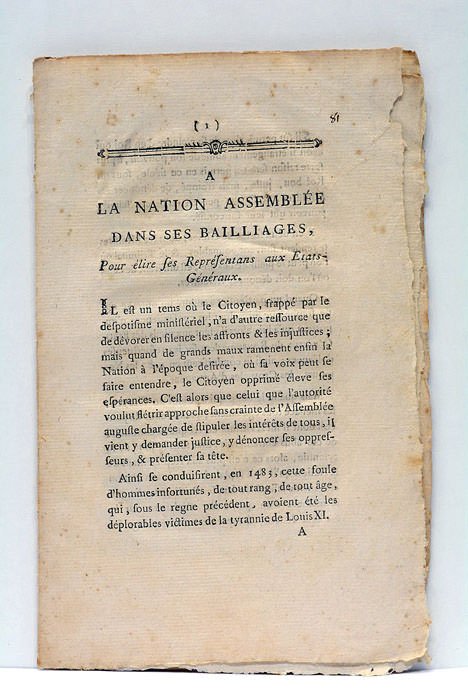 (1)
81
A
LA NATION ASSEMBLÉE
DANS SES BAILLIAGES,
Pour élire ſes Repréſentans aux Etats-
Généraux.
IL est un tems où le Citoyen, frappé par le
deſpotiſme miniſtériel, n'a d'autre reſſource que
de dévorer en ſilence les affronts & les injuſtices;
mais quand de grands maux ramenent enfin la
Nation à l'époque deſirée, où ſa voix peut ſe
faire entendre, le Citoyen opprimé éleve ſes
eſpérances. C'eſt alors que celui que l'autorité
voulut flétrir approche ſans crainte de l'Aſſemblée
auguſte chargée de ſtipuler les intérêts de tous, il
vient y demander juſtice, y dénoncer ſes oppreſ-
ſeurs, & préſenter ſa tête.
Ainſi ſe conduiſirent, en 1483, cette foule
d'hommes infortunés, de tout rang, de tout âge,
qui, ſous le regne précédent, avoient été les
déplorables victimes de la tyrannie de Louis XI.
A